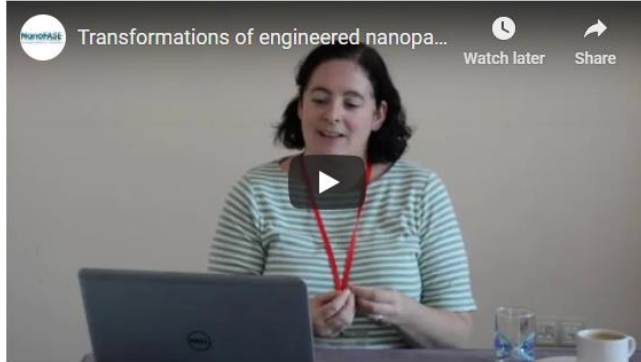 NanoFASE
Transformations of engineered nanopa...
Watch later
Share
DELL